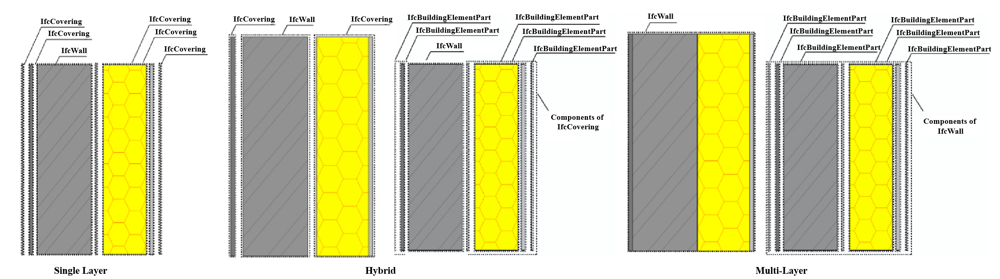 IfcCovering
IfcCovering
IfcWall
IfcCovering
IfcCovering
IfcCovering
Single Layer
IfcCovering
IfcWall
IfcCovering
IfcBuildingElementPart
IfcBuildingElementPart
IfcWall
IfcBuildingElementPart
IfcBuildingElementPart
IfcBuildingElementPart
Components of
IfcCovering
Hybrid
IfcWall
IfcBuildingElementPart
IfcBuildingElementPart
IfcBuildingElementPart
IfcBuildingElementPart
IfcBuildingElementPart
IfcBuildingElementPart
Components of
IfcWall
Multi-Layer